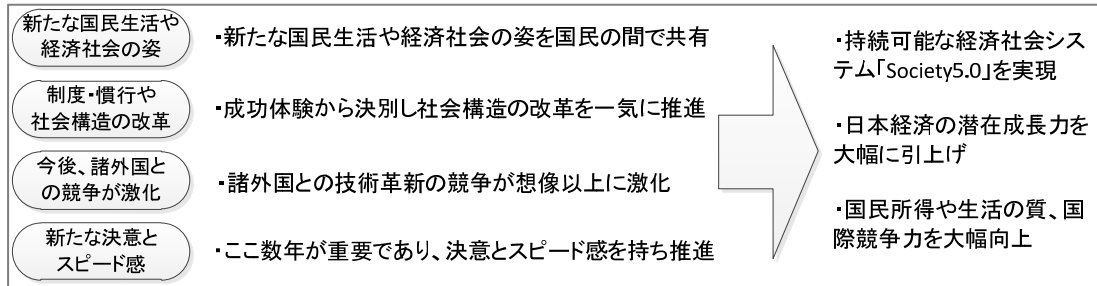 新たな国民生活や
経済社会の姿
・新たな国民生活や経済社会の姿を国民の間で共有
制度・慣行や
社会構造の改革
・成功体験から決別し社会構造の改革を一気に推進
今後、諸外国と
の競争が激化
・諸外国との技術革新の競争が想像以上に激化
新たな決意と
スピード感
・ここ数年が重要であり、決意とスピード感を持ち推進
・持続可能な経済社会シス
テム「Society5.0」を実現
・日本経済の潜在成長力を
大幅に引上げ
・国民所得や生活の質、国
際競争力を大幅向上